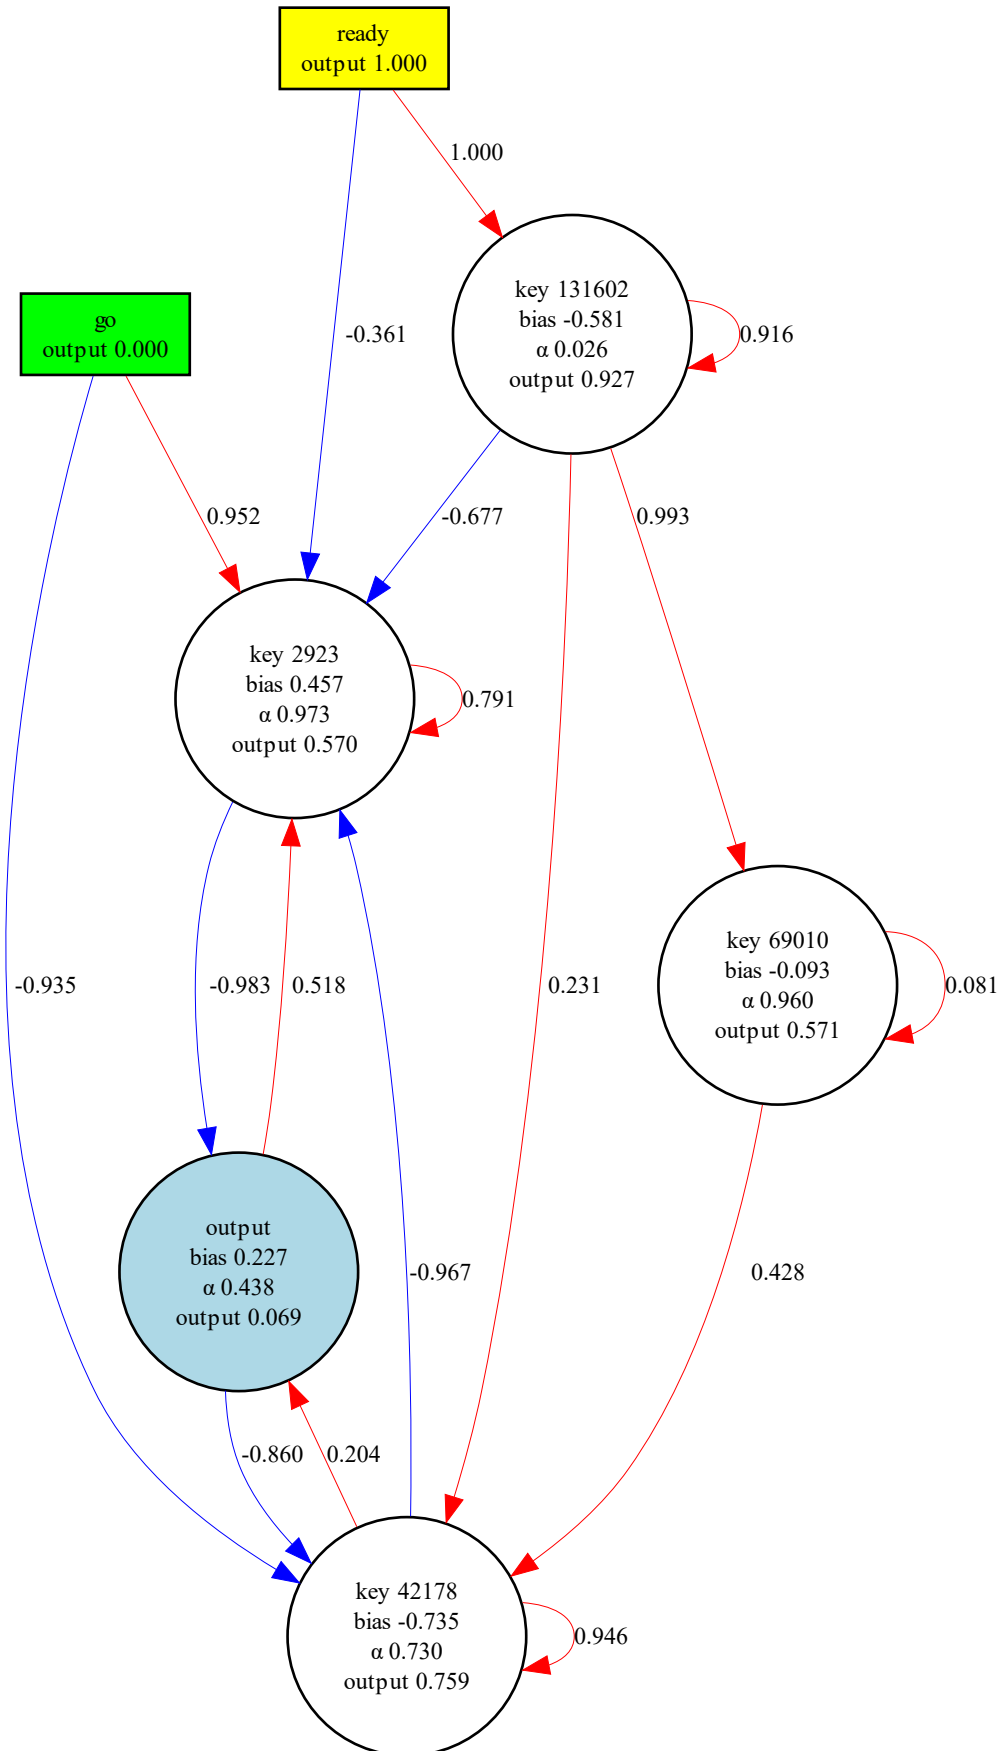 ready
output 1.000
1.000
key 131602
bias -0.581
α 0.026
output 0.927
0.916
go
output 0.000
-0.361
0.952
-0.677
0.993
key 2923
bias 0.457
α 0.973
output 0.570
0.791
key 69010
bias -0.093
α 0.960
output 0.571
0.081
-0.935
-0.983
0.518
0.231
output
bias 0.227
α 0.438
output 0.069
-0.967
0.428
-0.860
0.204
key 42178
bias -0.735
α 0.730
output 0.759
0.946